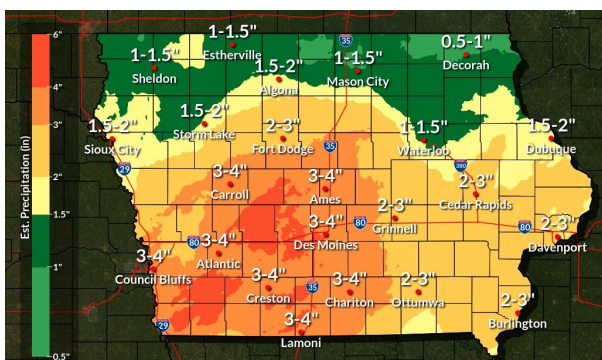 6"
4"
3"
2"
1.5"
1"
0.5"
Est. Precipitation (in)
1-1.5"
Estherville
35
0.5-1"
Decorah
1-1.5"
Sheldon
1.5-2"
Algona
1-1.5"
Mason City
1.5-2"
Storm Lake
1.5-2"
Sioux City
2-3"
Fort Dodge
35
1-1.5"
Waterloo
1.5-2"
Dubuque
29
3-4"
Carroll
3-4"
Ames
380
2-3"
Cedar Rapids
2-3"
Grinnell
80
3-4"
Des Moines
80
3-4"
Atlantic
80
2-3"
Davenport
3-4"
Council Bluffs
3-4"
Creston
35
3-4"
Chariton
2-3"
Ottumwa
2-3"
Burlington
29
3-4"
Lamoni